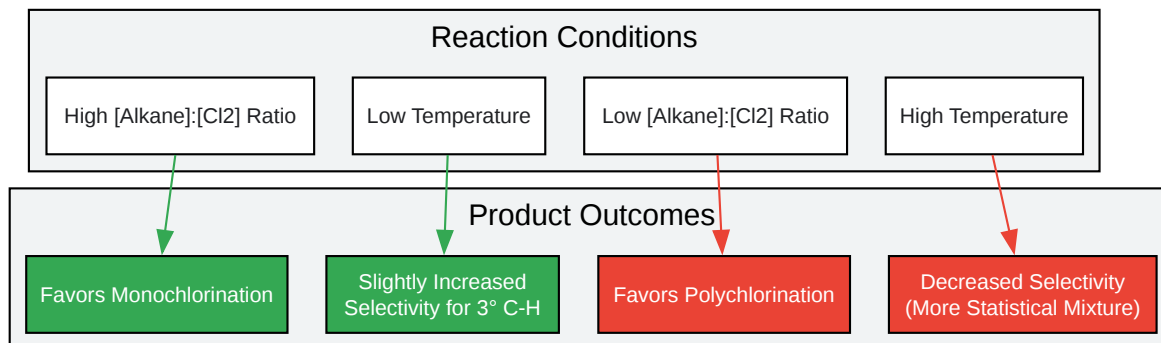 Reaction Conditions
High [Alkane]:[Cl2] Ratio
Low Temperature
Low [Alkane]:[Cl2] Ratio
High Temperature
Product Outcomes
Favors Monochlorination
Slightly Increased
Selectivity for 3° C-H
Favors Polychlorination
Decreased Selectivity
(More Statistical Mixture)